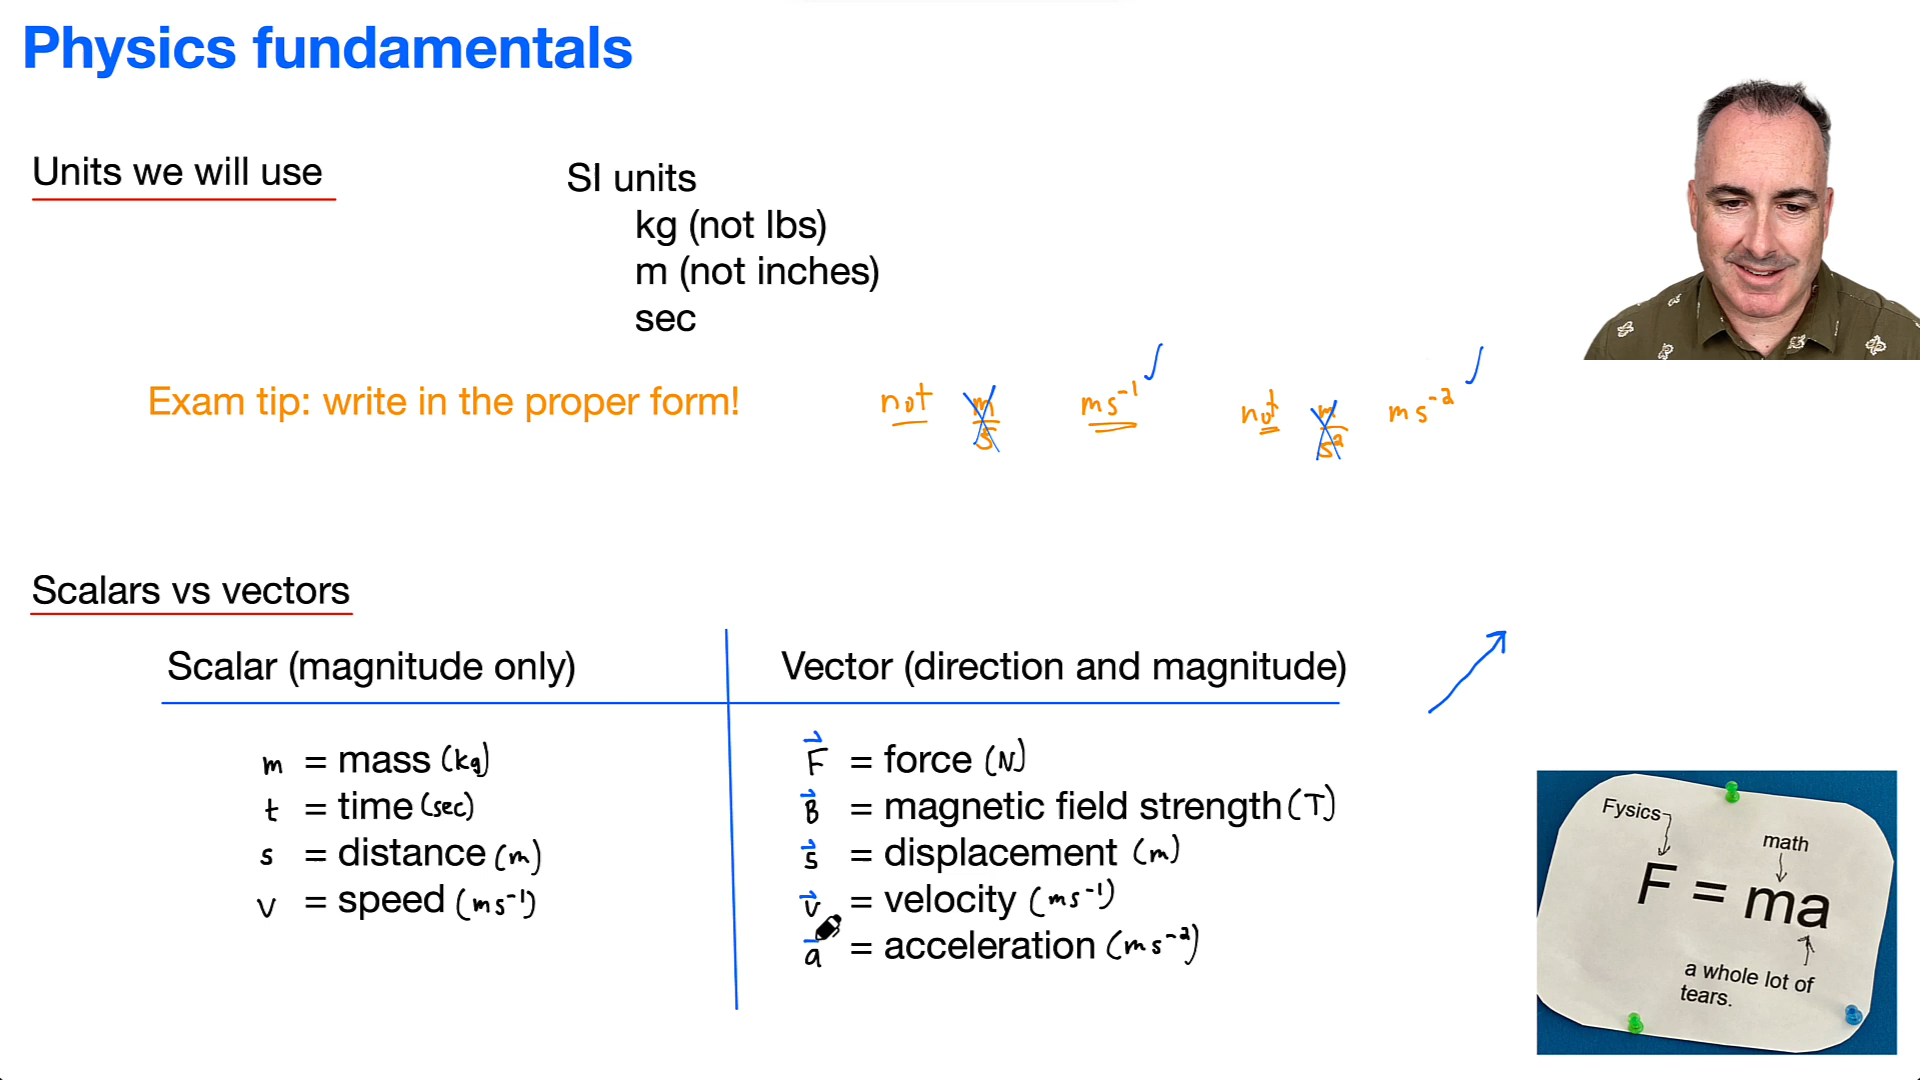 Physics fundamentals
Units we will use
SI units
kg (not lbs)
m (not inches)
sec
Exam tip: write in the proper form!
not m/s ms⁻¹ ✓ not m/s² ms⁻² ✓
Scalars vs vectors
Scalar (magnitude only)
Vector (direction and magnitude)
m = mass (kg)
t = time (sec)
s = distance (m)
v = speed (ms⁻¹)
F⃗ = force (N)
B⃗ = magnetic field strength (T)
s⃗ = displacement (m)
v⃗ = velocity (ms⁻¹)
a⃗ = acceleration (ms⁻²)
Fysics
math
F = ma
a whole lot of
tears.